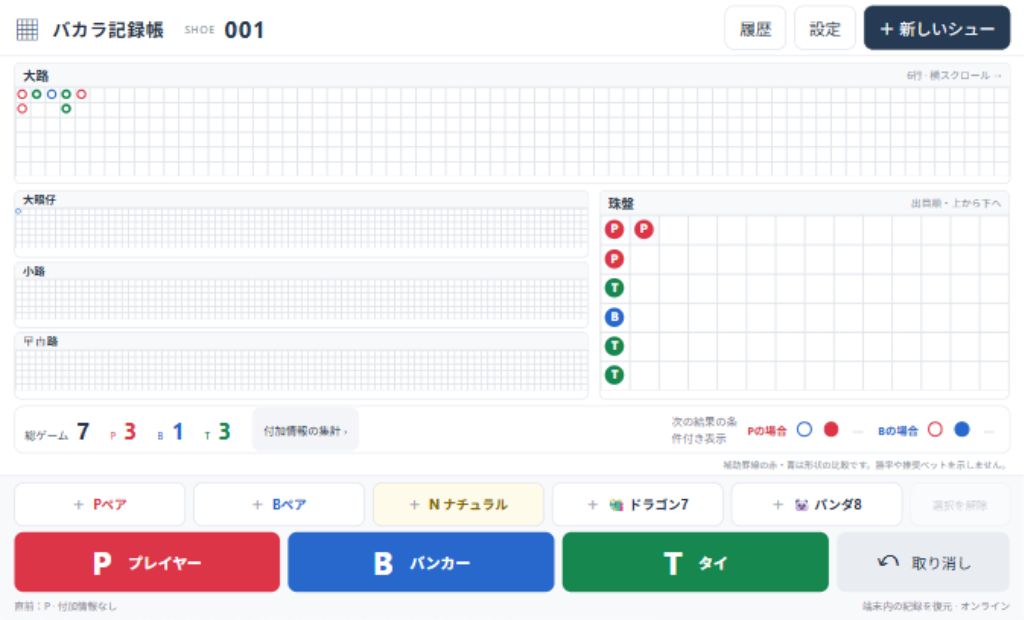 バカラ記録帳 SHOE 001 履歴 設定 + 新しいシュー
大路 6行・横スクロール →
大眼仔
珠盤 出目順・上から下へ
P P
P
T
B
T
T
小路
甲由路
総ゲーム 7 P 3 B 1 T 3 付加情報の集計 ›
次の結果の条
件付き表示
Pの場合 — Bの場合 —
補助罫線の赤・青は形状の比較です。勝率や推奨ベットを示しません。
+ Pペア + Bペア + N ナチュラル + ドラゴン7 + パンダ8 選択を解除
P プレイヤー B バンカー T タイ 取り消し
直前：P · 付加情報なし 端末内の記録を復元 · オンライン